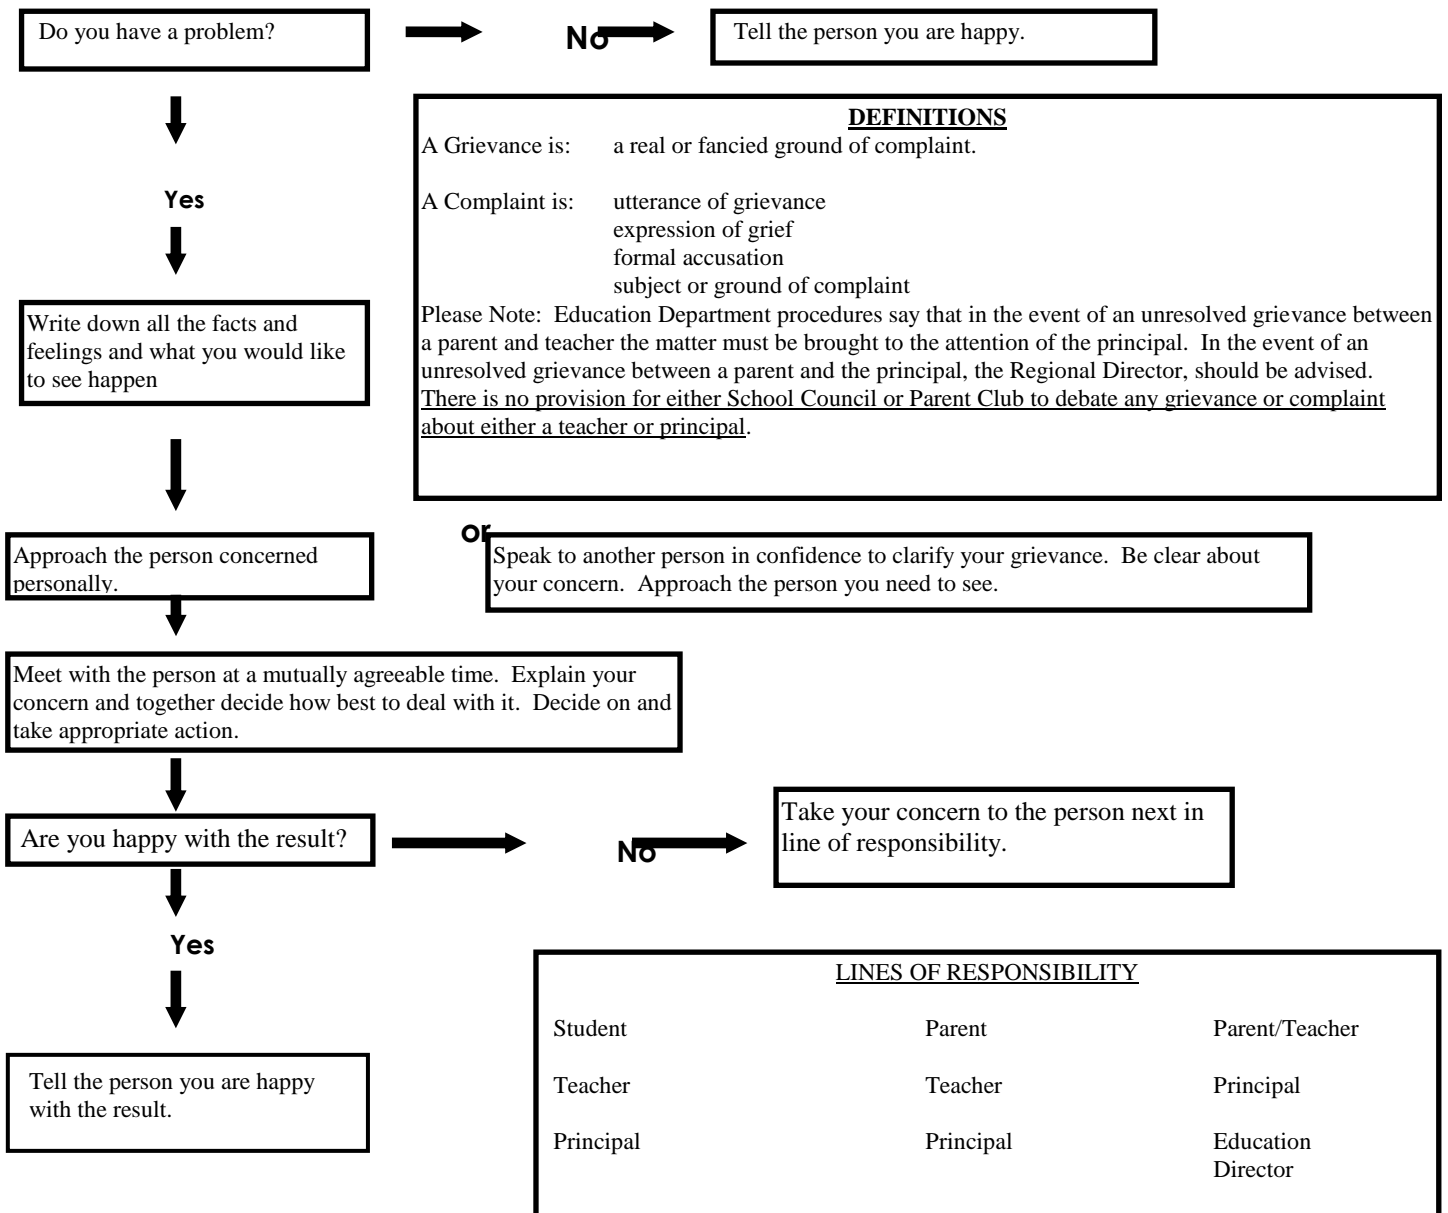 Do you have a problem?
No
Tell the person you are happy.
DEFINITIONS
A Grievance is: a real or fancied ground of complaint.
A Complaint is: utterance of grievance
expression of grief
formal accusation
subject or ground of complaint
Please Note: Education Department procedures say that in the event of an unresolved grievance between
a parent and teacher the matter must be brought to the attention of the principal. In the event of an
unresolved grievance between a parent and the principal, the Regional Director, should be advised.
There is no provision for either School Council or Parent Club to debate any grievance or complaint
about either a teacher or principal.
Yes
Write down all the facts and
feelings and what you would like
to see happen
Approach the person concerned
personally.
or
Speak to another person in confidence to clarify your grievance. Be clear about
your concern. Approach the person you need to see.
Meet with the person at a mutually agreeable time. Explain your
concern and together decide how best to deal with it. Decide on and
take appropriate action.
Are you happy with the result?
No
Take your concern to the person next in
line of responsibility.
Yes
Tell the person you are happy
with the result.
LINES OF RESPONSIBILITY
Student Parent Parent/Teacher
Teacher Teacher Principal
Principal Principal Education
Director